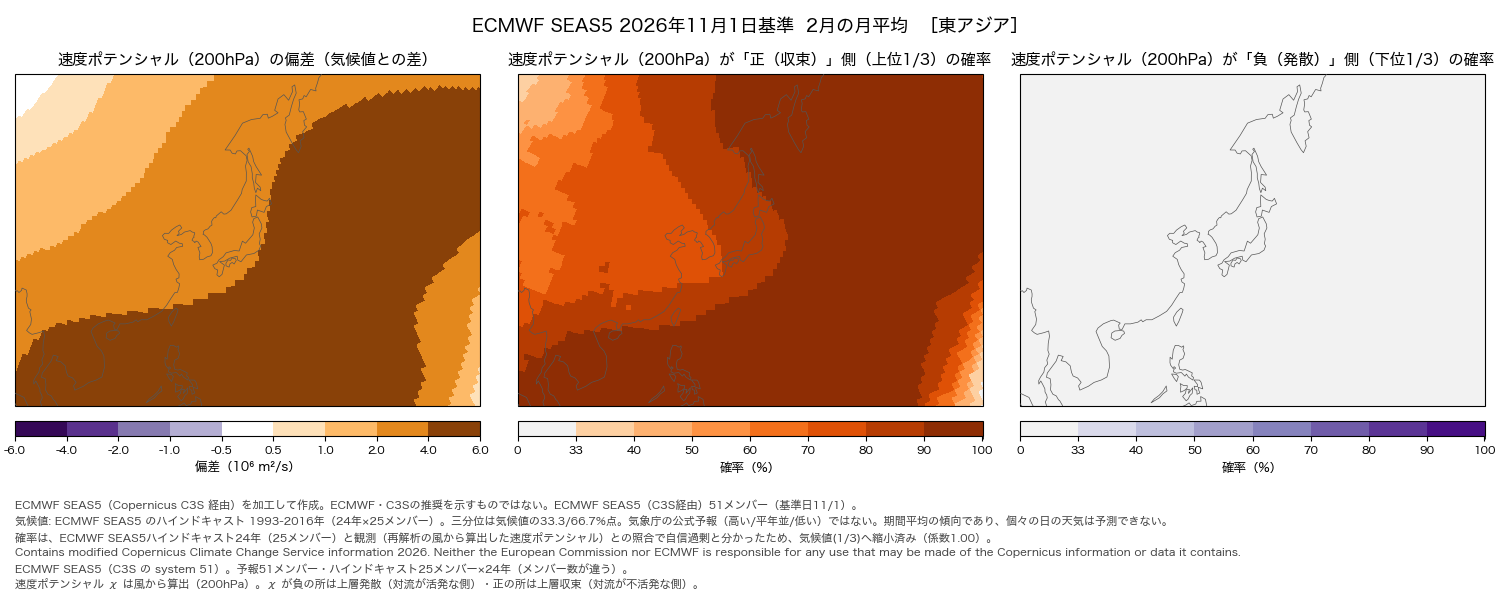 ECMWF SEAS5 2026年11月1日基準 2月の月平均 ［東アジア］
速度ポテンシャル（200hPa）の偏差（気候値との差）
速度ポテンシャル（200hPa）が「正（収束）」側（上位1/3）の確率
速度ポテンシャル（200hPa）が「負（発散）」側（下位1/3）の確率
-6.0 -4.0 -2.0 -1.0 -0.5 0.5 1.0 2.0 4.0 6.0
偏差（10⁶ m²/s）
0 33 40 50 60 70 80 90 100
確率（%）
0 33 40 50 60 70 80 90 100
確率（%）
ECMWF SEAS5（Copernicus C3S 経由）を加工して作成。ECMWF・C3Sの推奨を示すものではない。ECMWF SEAS5（C3S経由）51メンバー（基準日11/1）。
気候値: ECMWF SEAS5 のハインドキャスト 1993-2016年（24年×25メンバー）。三分位は気候値の33.3/66.7%点。気象庁の公式予報（高い/平年並/低い）ではない。期間平均の傾向であり、個々の日の天気は予測できない。
確率は、ECMWF SEAS5ハインドキャスト24年（25メンバー）と観測（再解析の風から算出した速度ポテンシャル）との照合で自信過剰と分かったため、気候値(1/3)へ縮小済み（係数1.00）。
Contains modified Copernicus Climate Change Service information 2026. Neither the European Commission nor ECMWF is responsible for any use that may be made of the Copernicus information or data it contains.
ECMWF SEAS5（C3S の system 51）。予報51メンバー・ハインドキャスト25メンバー×24年（メンバー数が違う）。
速度ポテンシャル χ は風から算出（200hPa）。χ が負の所は上層発散（対流が活発な側）・正の所は上層収束（対流が不活発な側）。